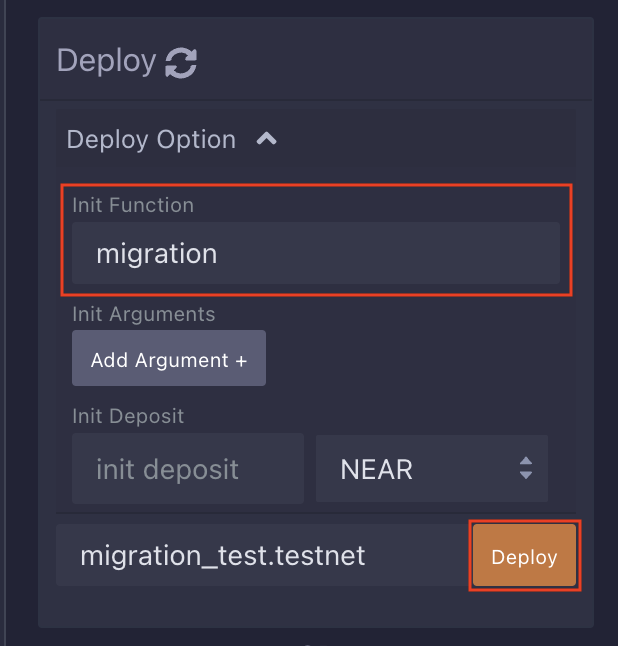 Deploy
Deploy Option
Init Function
migration
Init Arguments
Add Argument +
Init Deposit
init deposit
NEAR
migration_test.testnet
Deploy